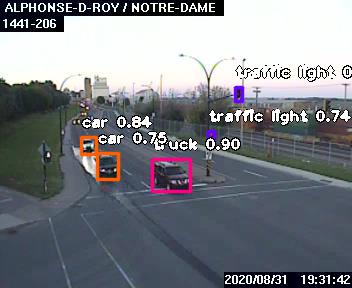 ALPHONSE-D-ROY / NOTRE-DAME
1441-206
traffic light 0
traffic light 0.74
car 0.84
car 0.75
truck 0.90
2020/08/31 19:31:42